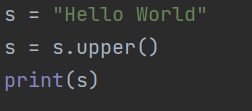 s = "Hello World"
s = s.upper()
print(s)